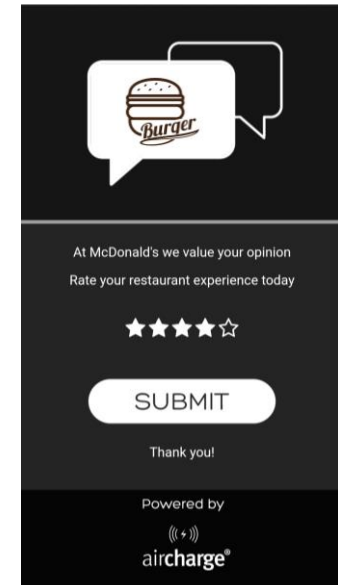 Burger
At McDonald's we value your opinion
Rate your restaurant experience today
SUBMIT
Thank you!
Powered by
aircharge®